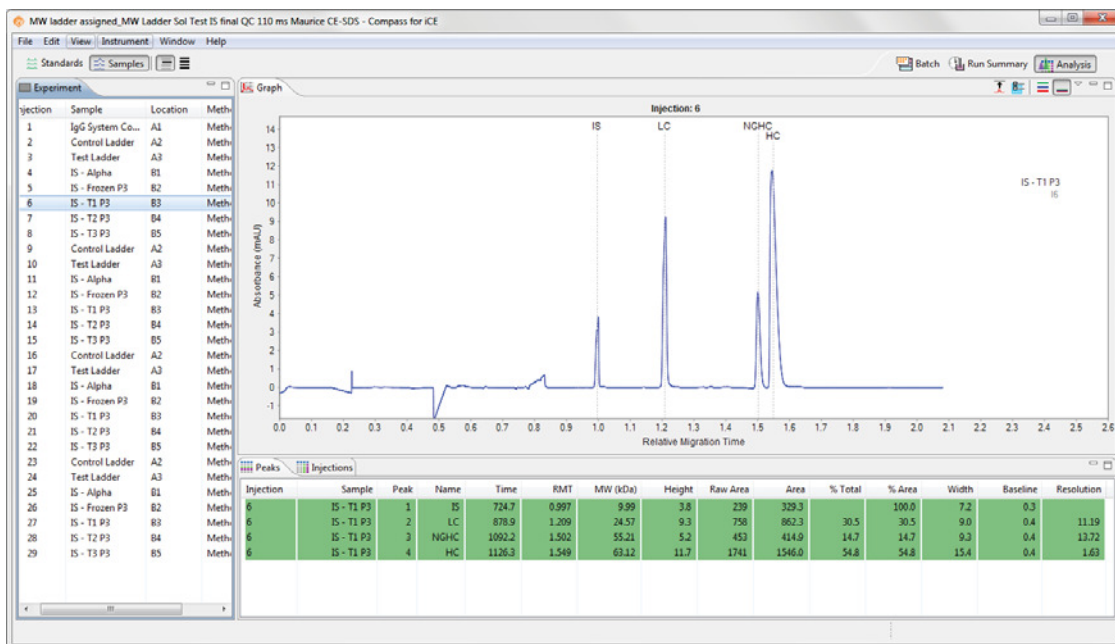 MW ladder assigned_MW Ladder Sol Test IS final QC 110 ms Maurice CE-SDS - Compass for iCE
File Edit View Instrument Window Help
Standards Samples Batch Run Summary Analysis
Experiment
Injection Sample Location Meth
1 IgG System Co... A1 Meth
2 Control Ladder A2 Meth
3 Test Ladder A3 Meth
4 IS - Alpha B1 Meth
5 IS - Frozen P3 B2 Meth
6 IS - T1 P3 B3 Meth
7 IS - T2 P3 B4 Meth
8 IS - T3 P3 B5 Meth
9 Control Ladder A2 Meth
10 Test Ladder A3 Meth
11 IS - Alpha B1 Meth
12 IS - Frozen P3 B2 Meth
13 IS - T1 P3 B3 Meth
14 IS - T2 P3 B4 Meth
15 IS - T3 P3 B5 Meth
16 Control Ladder A2 Meth
17 Test Ladder A3 Meth
18 IS - Alpha B1 Meth
19 IS - Frozen P3 B2 Meth
20 IS - T1 P3 B3 Meth
21 IS - T2 P3 B4 Meth
22 IS - T3 P3 B5 Meth
23 Control Ladder A2 Meth
24 Test Ladder A3 Meth
25 IS - Alpha B1 Meth
26 IS - Frozen P3 B2 Meth
27 IS - T1 P3 B3 Meth
28 IS - T2 P3 B4 Meth
29 IS - T3 P3 B5 Meth
Graph
Injection: 6
IS LC NGHC
HC
IS - T1 P3
I6
Absorbance (mAU)
14
13
12
11
10
9
8
7
6
5
4
3
2
1
0
-1
0.0 0.1 0.2 0.3 0.4 0.5 0.6 0.7 0.8 0.9 1.0 1.1 1.2 1.3 1.4 1.5 1.6 1.7 1.8 1.9 2.0 2.1 2.2 2.3 2.4 2.5 2.6
Relative Migration Time
Peaks Injections
Injection Sample Peak Name Time RMT MW (kDa) Height Raw Area Area % Total % Area Width Baseline Resolution
6 IS - T1 P3 1 IS 724.7 0.997 9.99 3.8 239 329.3 100.0 7.2 0.3
6 IS - T1 P3 2 LC 878.9 1.209 24.57 9.3 758 862.3 30.5 30.5 9.0 0.4 11.19
6 IS - T1 P3 3 NGHC 1092.2 1.502 55.21 5.2 453 414.9 14.7 14.7 9.3 0.4 13.72
6 IS - T1 P3 4 HC 1126.3 1.549 63.12 11.7 1741 1546.0 54.8 54.8 15.4 0.4 1.63